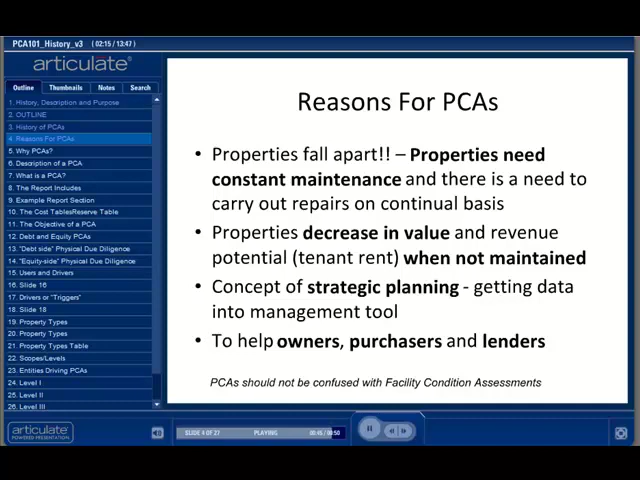 PCA101_History_v3 (02:15 / 13:47)
articulate
Outline Thumbnails Notes Search
1. History, Description and Purpose
2. OUTLINE
3. History of PCAs
4. Reasons For PCAs
5. Why PCAs?
6. Description of a PCA
7. What is a PCA?
8. The Report Includes
9. Example Report Section
10. The Cost TablesReserve Table
11. The Objective of a PCA
12. Debt and Equity PCAs
13. "Debt side" Physical Due Diligence
14. "Equity-side" Physical Due Diligence
15. Users and Drivers
16. Slide 16
17. Drivers or "Triggers"
18. Slide 18
19. Property Types
20. Property Types
21. Property Types Table
22. Scopes/Levels
23. Entities Driving PCAs
24. Level I
25. Level II
26. Level III
Reasons For PCAs
• Properties fall apart!! – Properties need
constant maintenance and there is a need to
carry out repairs on continual basis
• Properties decrease in value and revenue
potential (tenant rent) when not maintained
• Concept of strategic planning - getting data
into management tool
• To help owners, purchasers and lenders
PCAs should not be confused with Facility Condition Assessments
articulate
POWERED PRESENTATION
SLIDE 4 OF 27 PLAYING 00:48 / 00:50